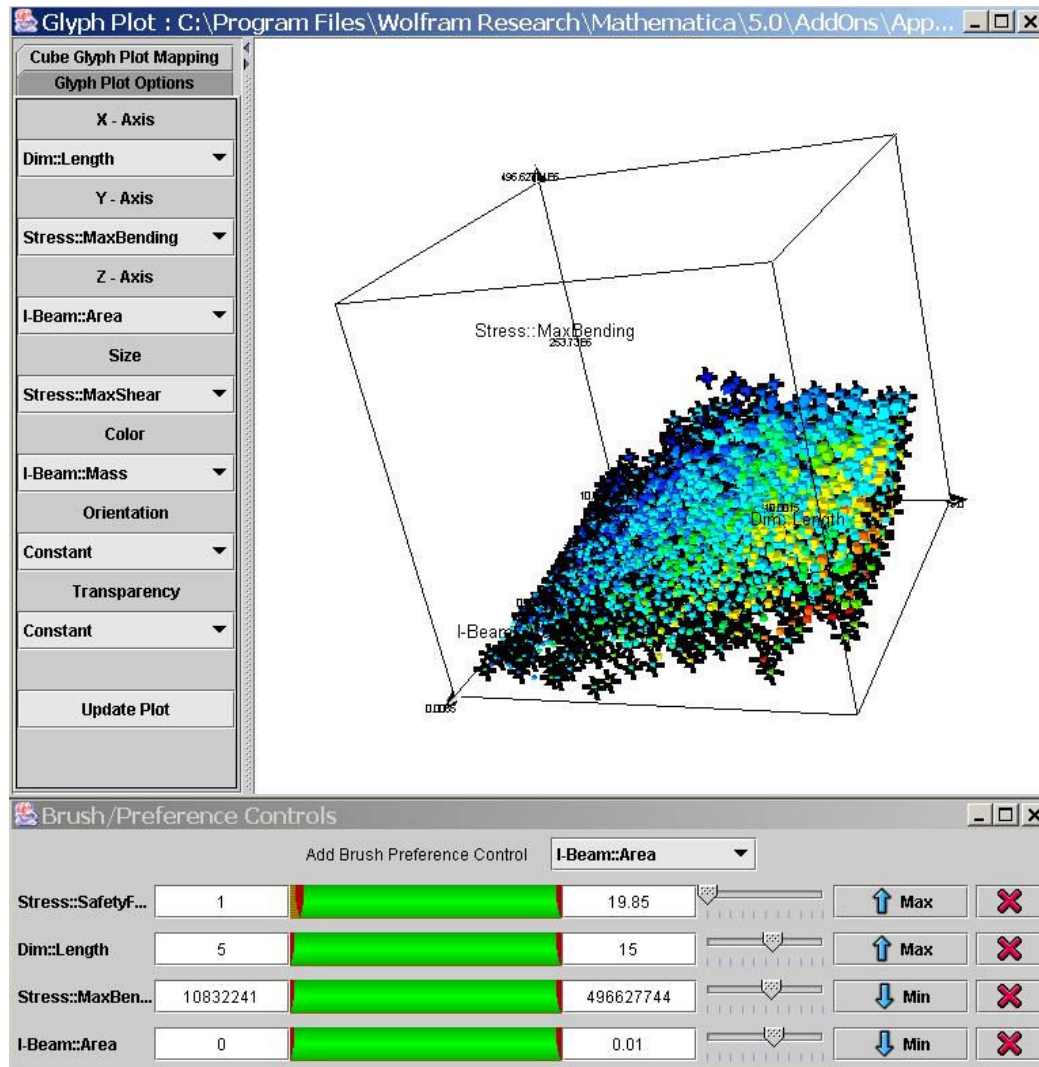 Glyph Plot : C:\Program Files\Wolfram Research\Mathematica\5.0\AddOns\App...
Cube Glyph Plot Mapping
Glyph Plot Options
X - Axis
Dim::Length
Y - Axis
Stress::MaxBending
Z - Axis
I-Beam::Area
Size
Stress::MaxShear
Color
I-Beam::Mass
Orientation
Constant
Transparency
Constant
Update Plot
Stress::MaxBending
253.73E6
Dim::Length
I-Beam
Brush/Preference Controls
Add Brush Preference Control I-Beam::Area
Stress::SafetyF... 1 19.85 Max
Dim::Length 5 15 Max
Stress::MaxBen... 10832241 496627744 Min
I-Beam::Area 0 0.01 Min